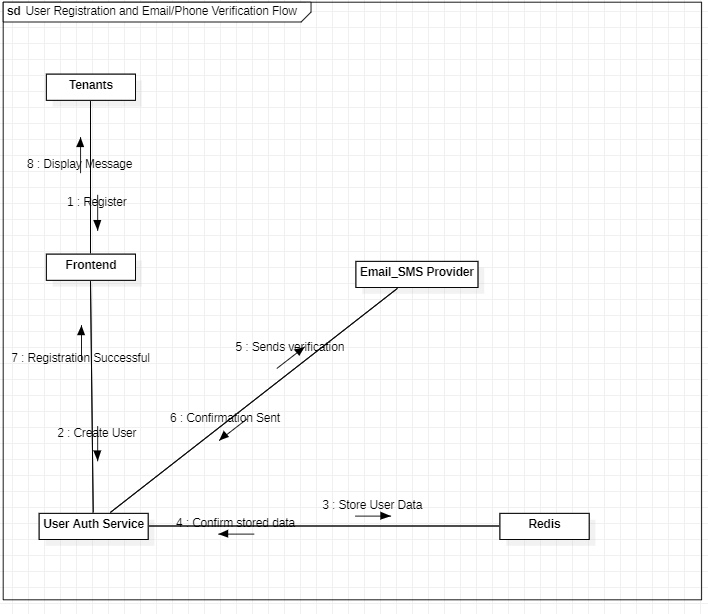 sd User Registration and Email/Phone Verification Flow
Tenants
8 : Display Message
1 : Register
Frontend
Email_SMS Provider
5 : Sends verification
7 : Registration Successful
6 : Confirmation Sent
2 : Create User
3 : Store User Data
User Auth Service
4 : Confirm stored data
Redis